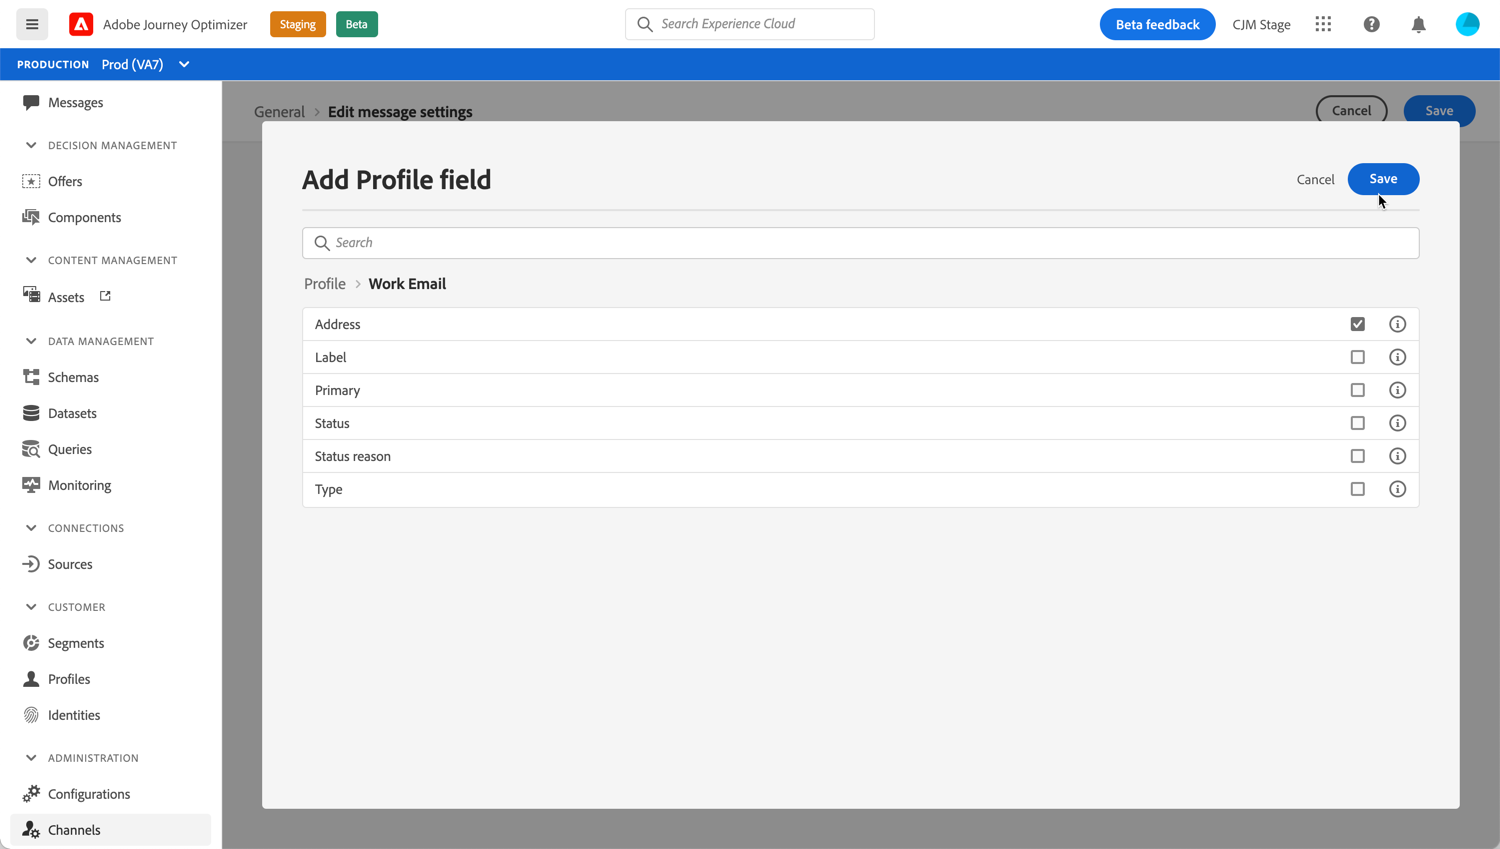 Adobe Journey Optimizer Staging Beta Search Experience Cloud Beta feedback CJM Stage
PRODUCTION Prod (VA7)
Messages
DECISION MANAGEMENT
Offers
Components
CONTENT MANAGEMENT
Assets
DATA MANAGEMENT
Schemas
Datasets
Queries
Monitoring
CONNECTIONS
Sources
CUSTOMER
Segments
Profiles
Identities
ADMINISTRATION
Configurations
Channels
General > Edit message settings Cancel Save
Add Profile field Cancel Save
Search
Profile > Work Email
Address
Label
Primary
Status
Status reason
Type